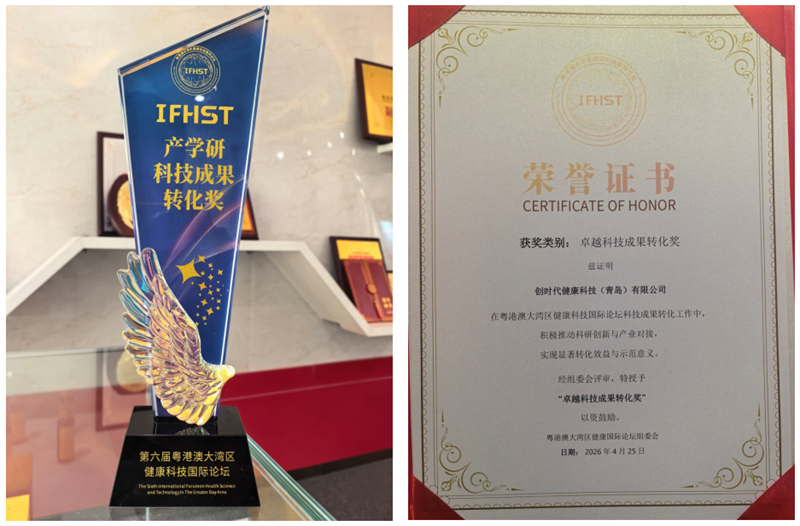 IFHST
IFHST
产学研
科技成果
转化奖
第六届粤港澳大湾区
健康科技国际论坛
The Sixth International Foruman Health Science
and Technology,in The Greater Bay Area
IFHST
荣誉证书
CERTIFICATE OF HONOR
获奖类别：卓越科技成果转化奖
兹证明
创时代健康科技（青岛）有限公司
在粤港澳大湾区健康科技国际论坛科技成果转化工作中，
积极推动科研创新与产业对接，
实现显著转化效益与示范意义。
经组委会评审，特授予
“卓越科技成果转化奖”
以资鼓励。
粤港澳大湾区健康国际论坛组委会
日期：2026 年 4 月 25 日